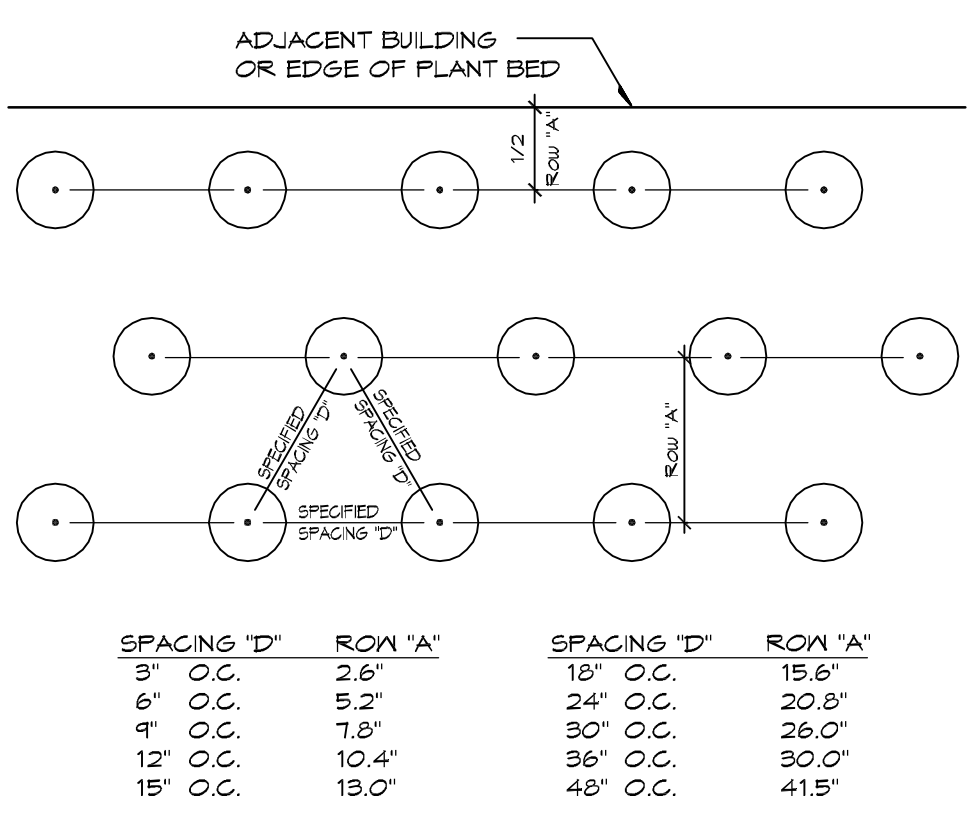 ADJACENT BUILDING
OR EDGE OF PLANT BED
1/2
ROW "A"
SPECIFIED
SPACING "D"
SPECIFIED
SPACING "D"
ROW "A"
SPECIFIED
SPACING "D"
SPACING "D" ROW "A"
3" O.C. 2.6"
6" O.C. 5.2"
9" O.C. 7.8"
12" O.C. 10.4"
15" O.C. 13.0"
SPACING "D" ROW "A"
18" O.C. 15.6"
24" O.C. 20.8"
30" O.C. 26.0"
36" O.C. 30.0"
48" O.C. 41.5"